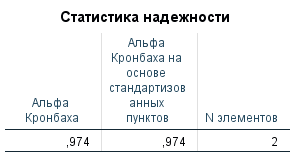 Статистика надежности
Альфа
Кронбаха
Альфа
Кронбаха на
основе
стандартизов
анных
пунктов
N элементов
,974
,974
2